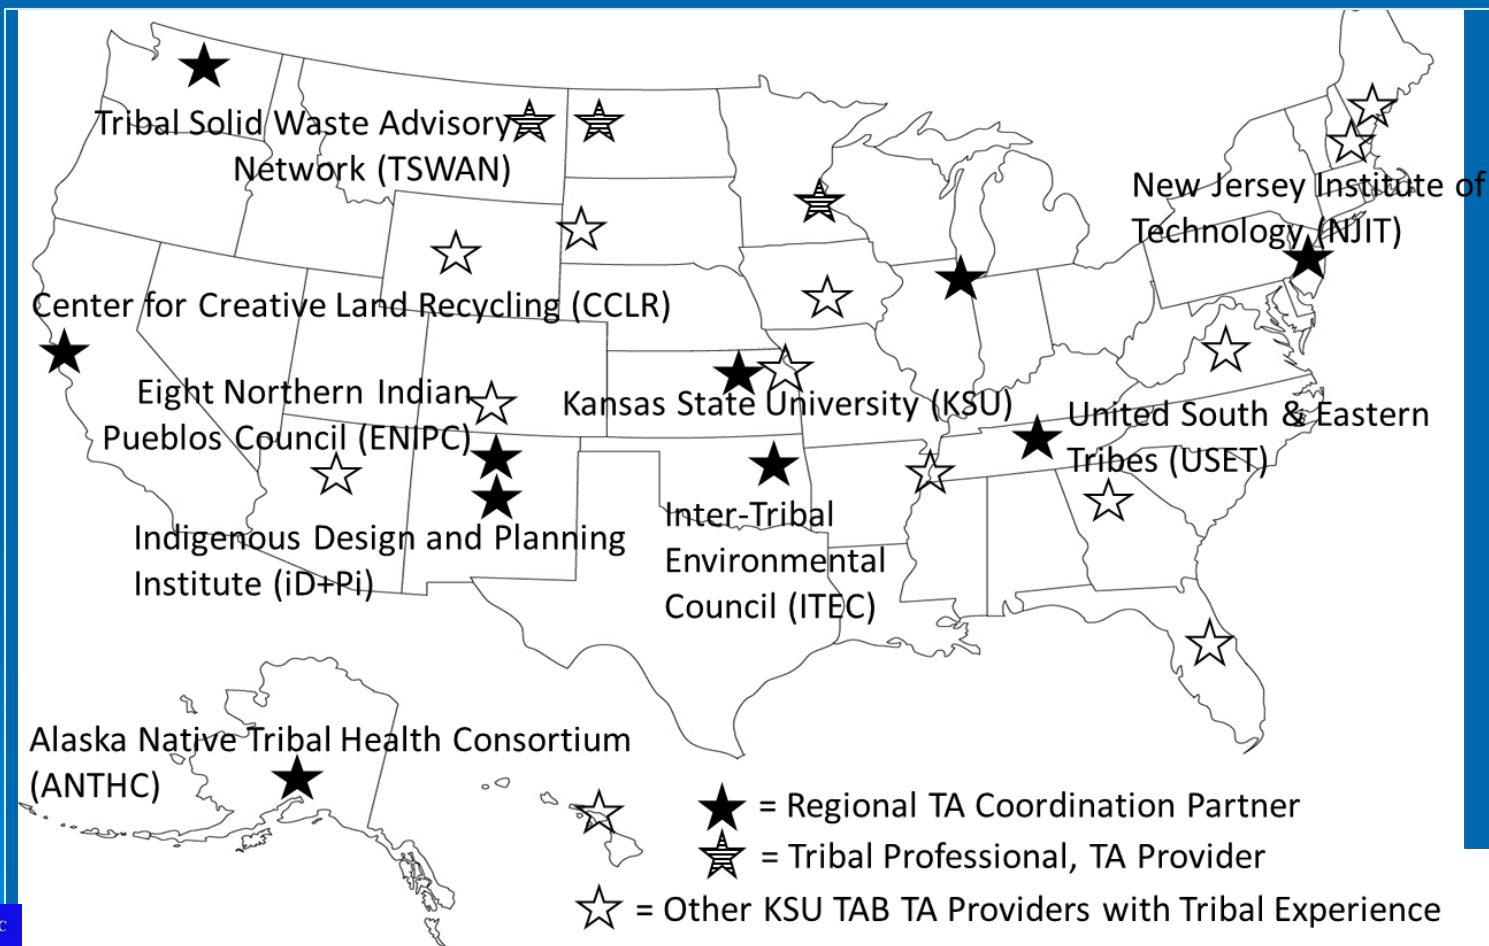 Tribal Solid Waste Advisory
Network (TSWAN)
New Jersey Institute of
Technology (NJIT)
Center for Creative Land Recycling (CCLR)
Eight Northern Indian
Pueblos Council (ENIPC)
Kansas State University (KSU)
United South & Eastern
Tribes (USET)
Indigenous Design and Planning
Institute (iD+Pi)
Inter-Tribal
Environmental
Council (ITEC)
Alaska Native Tribal Health Consortium
(ANTHC)
= Regional TA Coordination Partner
= Tribal Professional, TA Provider
= Other KSU TAB TA Providers with Tribal Experience
C